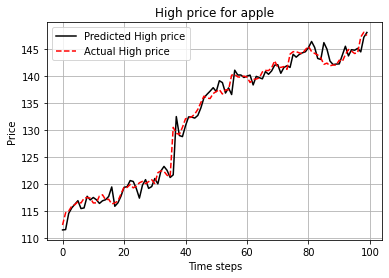 High price for apple
Predicted High price
Actual High price
145
140
135
130
125
120
115
110
Price
0
20
40
60
80
100
Time steps